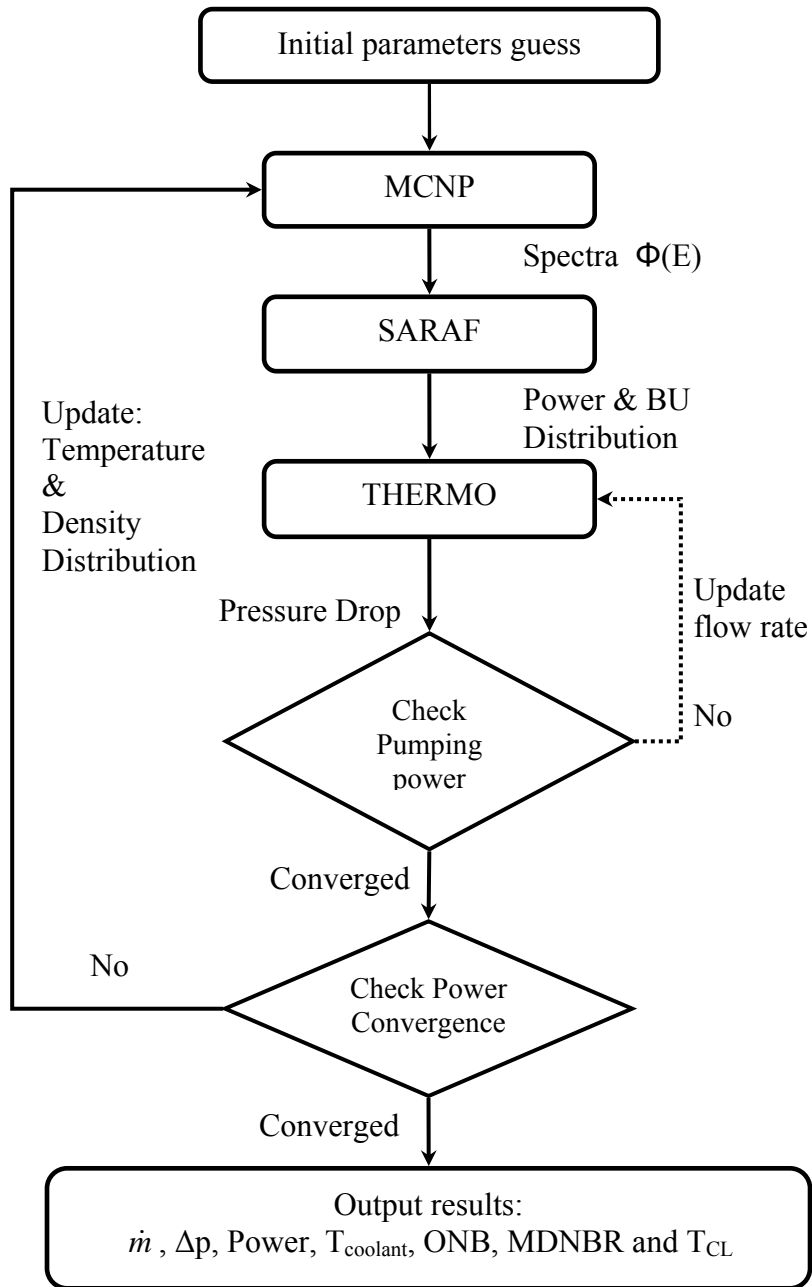 Initial parameters guess
MCNP
Spectra Φ(E)
SARAF
Power & BU
Distribution
Update:
Temperature
&
Density
Distribution
THERMO
Pressure Drop
Update
flow rate
Check
Pumping
power
No
Converged
No
Check Power
Convergence
Converged
Output results:
ṁ , Δp, Power, T_coolant, ONB, MDNBR and T_CL